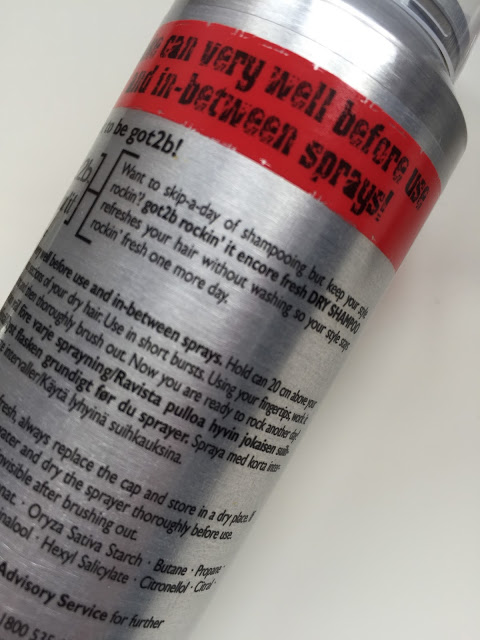 can very well before use
and in-between sprays!
to be got2b!
Want to skip-a-day of shampooing but keep your style
rockin'? got2b rockin' it encore fresh DRY SHAMPOO
refreshes your hair without washing so your style stays
rockin' fresh one more day.
well before use and in-between sprays. Hold can 20 cm above your
of your dry hair. Use in short bursts. Using your fingertips, work it
then thoroughly brush out. Now you are ready to rock another day!
før varje sprayning/Ravista pulloa hyvin jokaisen
flasken grundigt før du sprayer. Spraya med korta
intervaller/Käytä lyhyinä suihkauksina.
fresh, always replace the cap and store in a dry place. If
water and dry the sprayer thoroughly before use.
invisible after brushing out.
Oryza Sativa Starch · Butane · Propane ·
Hexyl Salicylate · Citronellol · Citral ·
Advisory Service for further
1800 535